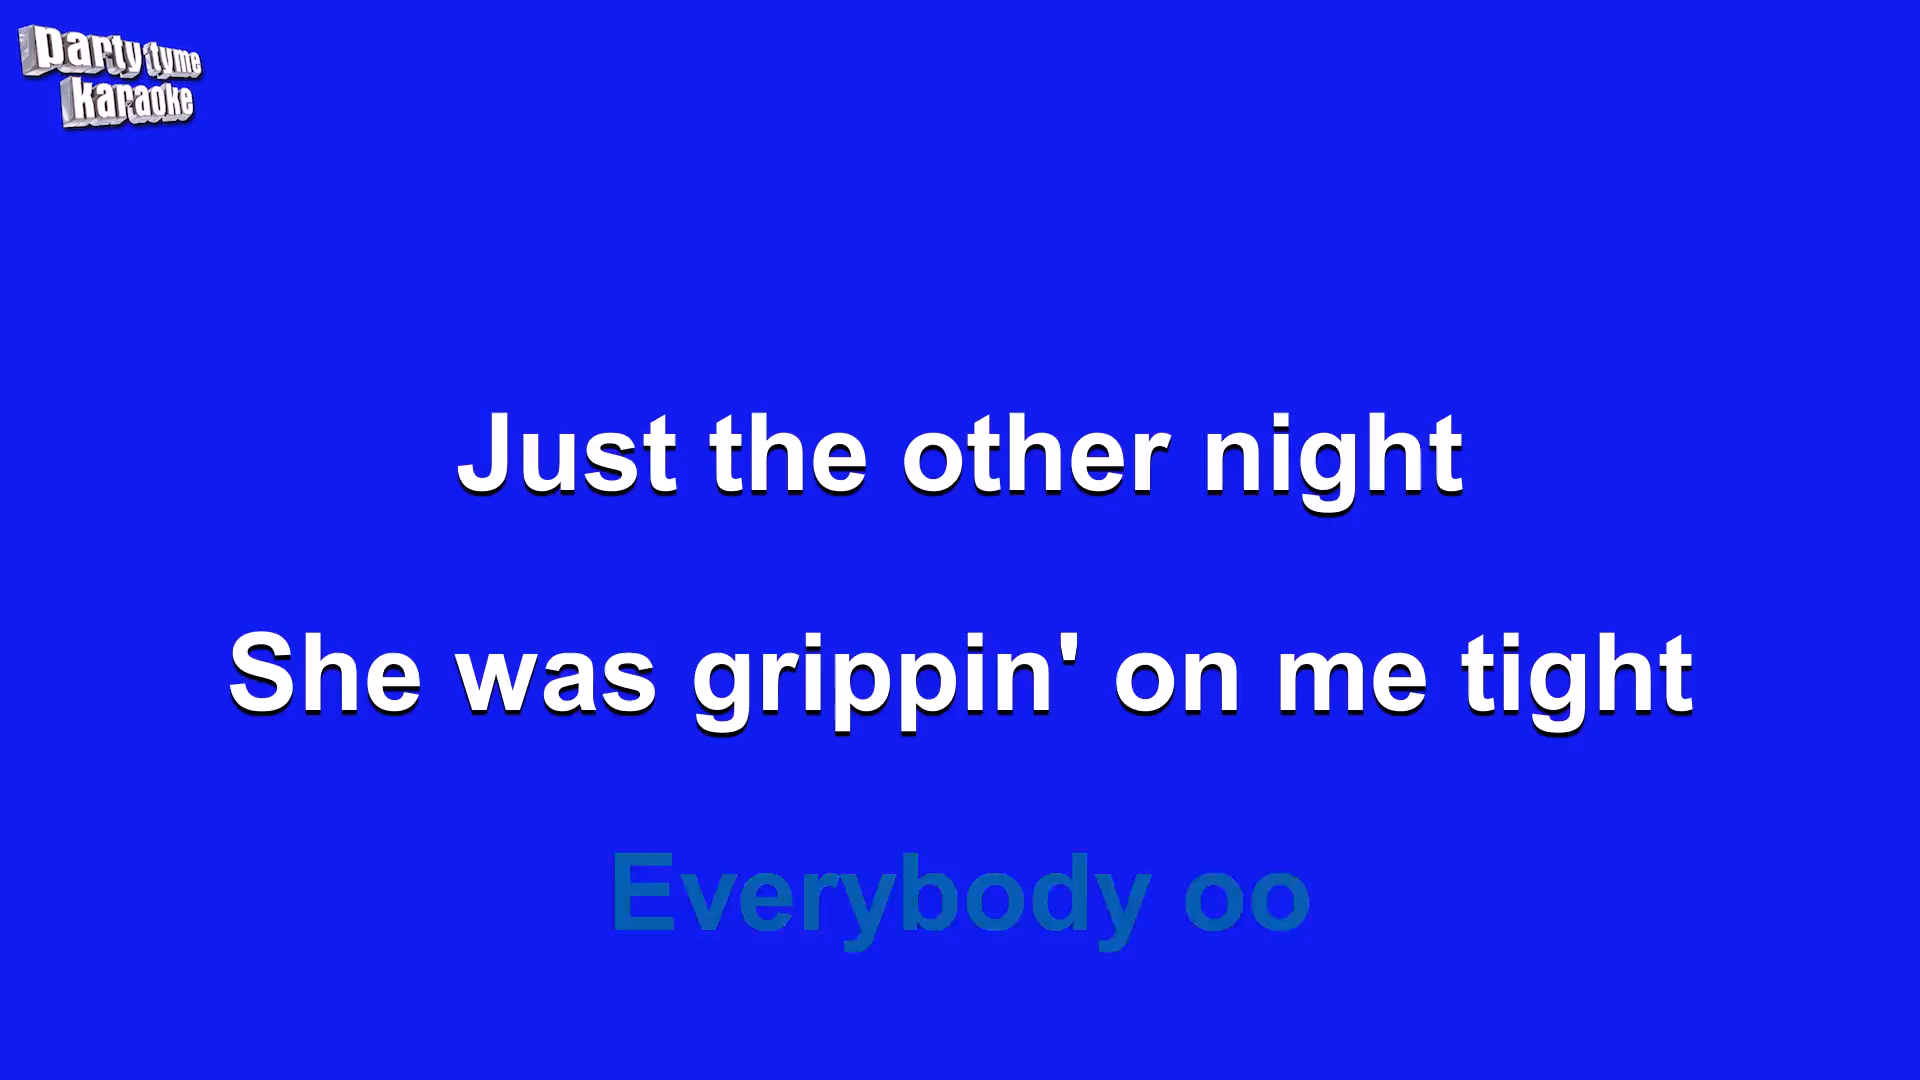 party tyme
karaoke
Just the other night
She was grippin' on me tight
Everybody oo